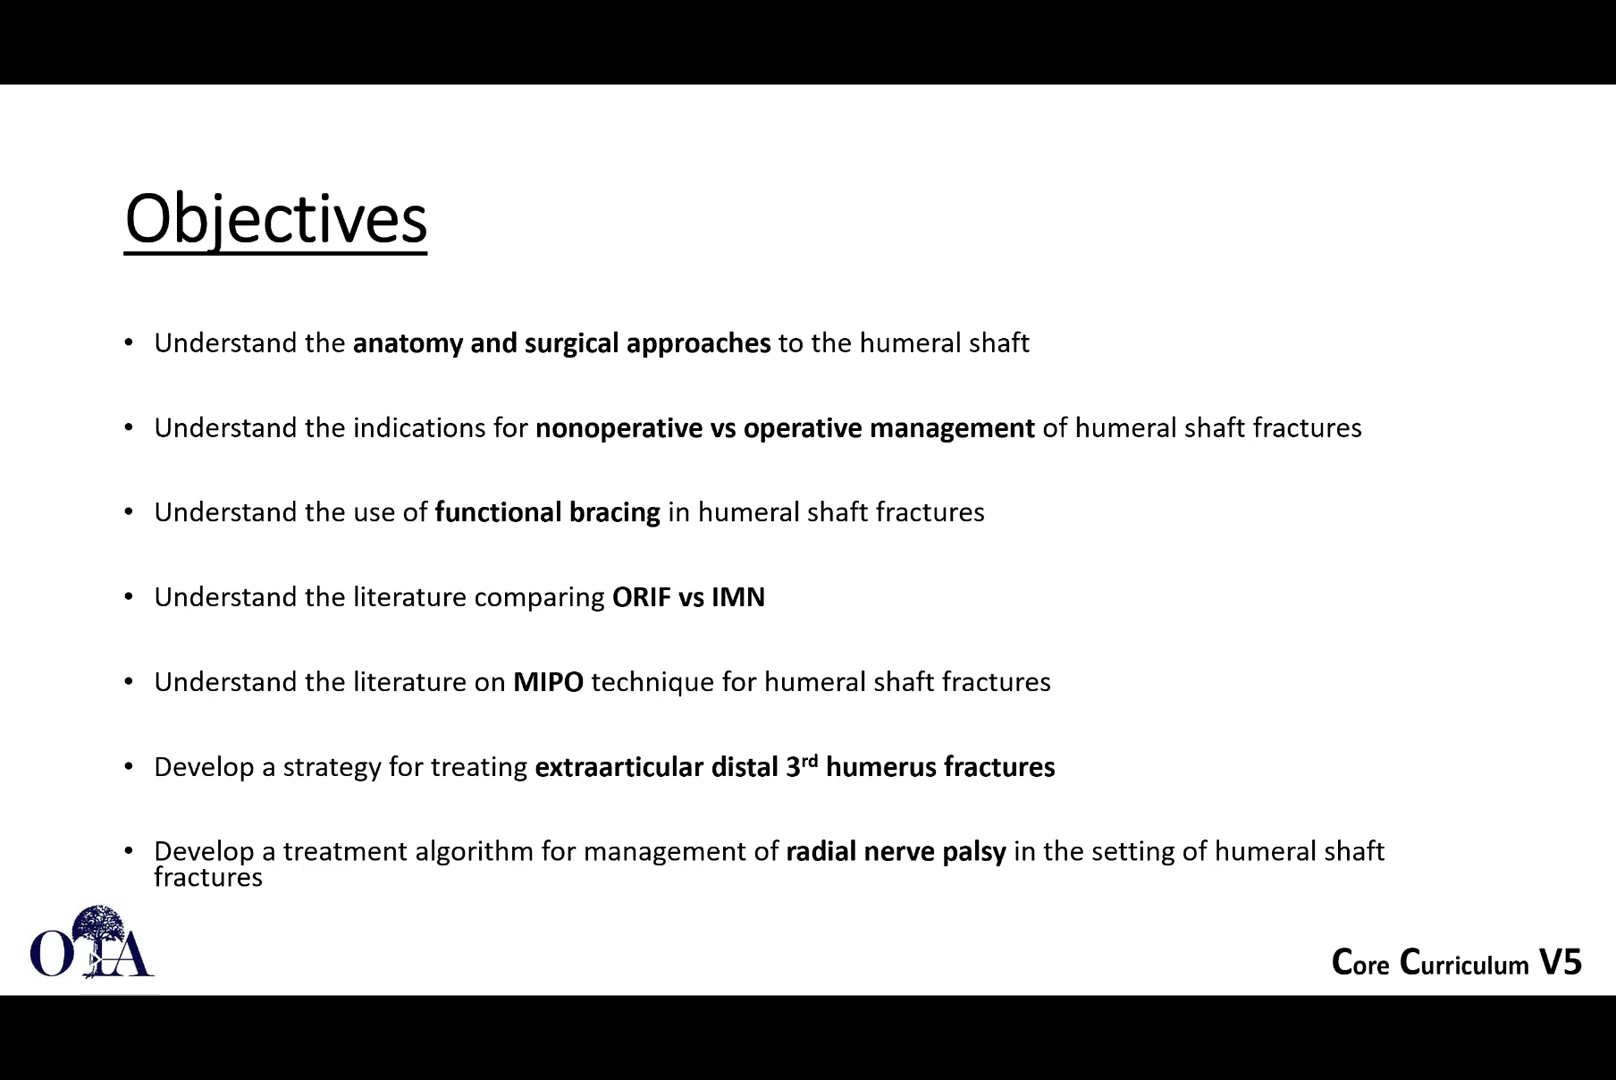 Objectives
• Understand the anatomy and surgical approaches to the humeral shaft
• Understand the indications for nonoperative vs operative management of humeral shaft fractures
• Understand the use of functional bracing in humeral shaft fractures
• Understand the literature comparing ORIF vs IMN
• Understand the literature on MIPO technique for humeral shaft fractures
• Develop a strategy for treating extraarticular distal 3rd humerus fractures
• Develop a treatment algorithm for management of radial nerve palsy in the setting of humeral shaft
fractures
OTA
Core Curriculum V5